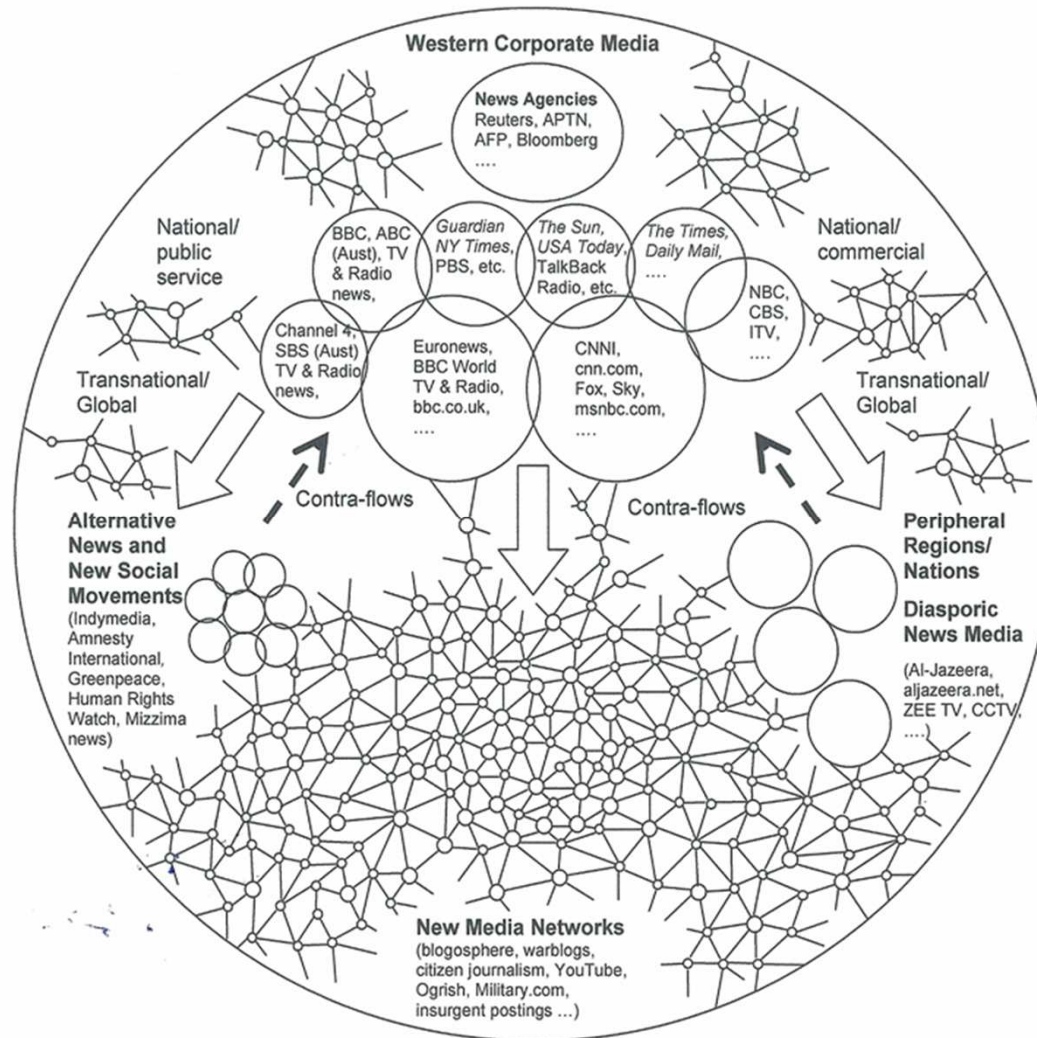 Western Corporate Media
News Agencies
Reuters, APTN,
AFP, Bloomberg
....
National/
public
service
BBC, ABC
(Aust), TV
& Radio
news,
Guardian
NY Times,
PBS, etc.
The Sun,
USA Today,
TalkBack
Radio, etc.
The Times,
Daily Mail,
....
National/
commercial
NBC,
CBS,
ITV,
....
Channel 4,
SBS (Aust)
TV & Radio
news,
Euronews,
BBC World
TV & Radio,
bbc.co.uk,
....
CNNI,
cnn.com,
Fox, Sky,
msnbc.com,
....
Transnational/
Global
Transnational/
Global
Contra-flows
Contra-flows
Alternative
News and
New Social
Movements
(Indymedia,
Amnesty
International,
Greenpeace,
Human Rights
Watch, Mizzima
news)
Peripheral
Regions/
Nations
Diasporic
News Media
(Al-Jazeera,
aljazeera.net,
ZEE TV, CCTV,
....)
New Media Networks
(blogosphere, warblogs,
citizen journalism, YouTube,
Ogrish, Military.com,
insurgent postings ...)